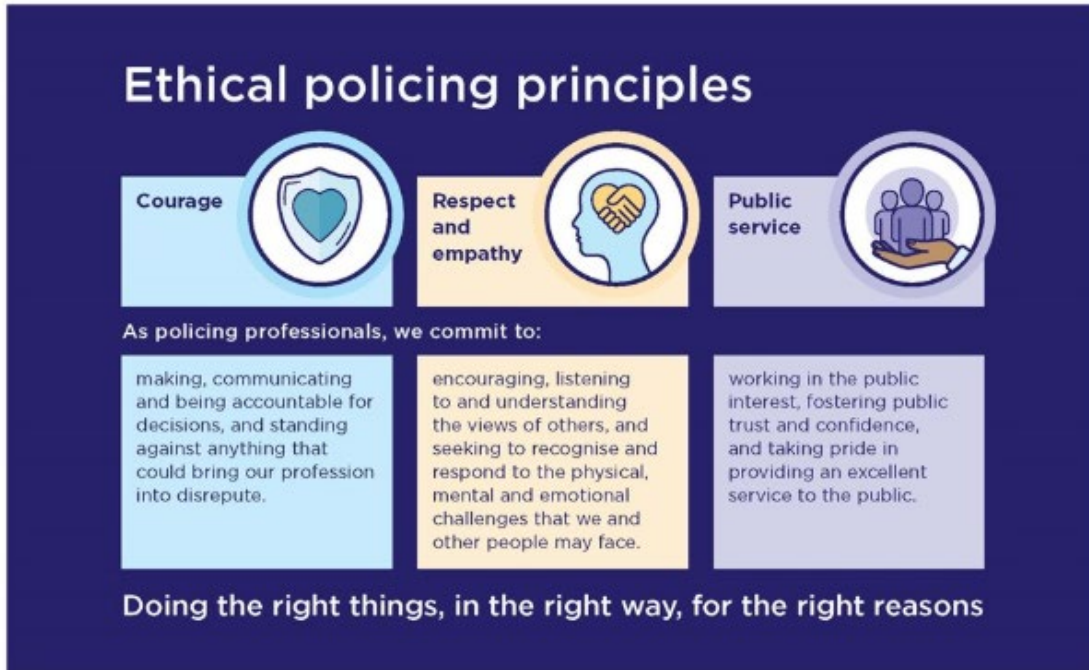 Ethical policing principles
Courage
Respect
and
empathy
Public
service
As policing professionals, we commit to:
making, communicating
and being accountable for
decisions, and standing
against anything that
could bring our profession
into disrepute.
encouraging, listening
to and understanding
the views of others, and
seeking to recognise and
respond to the physical,
mental and emotional
challenges that we and
other people may face.
working in the public
interest, fostering public
trust and confidence,
and taking pride in
providing an excellent
service to the public.
Doing the right things, in the right way, for the right reasons